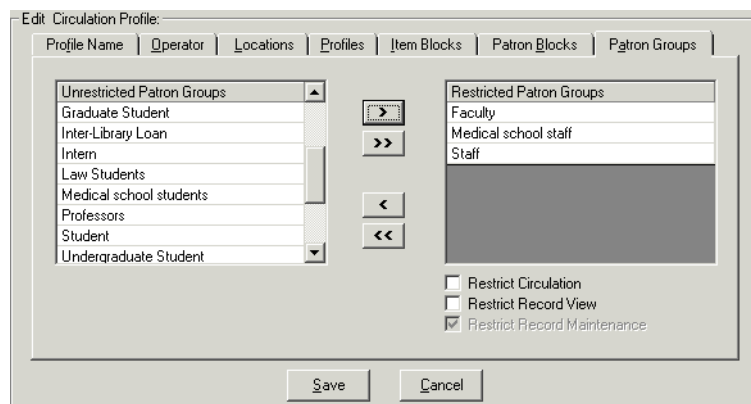 Edit Circulation Profile:
Profile Name Operator Locations Profiles Item Blocks Patron Blocks Patron Groups
Unrestricted Patron Groups
Graduate Student
Inter-Library Loan
Intern
Law Students
Medical school students
Professors
Student
Undergraduate Student
>
>>
<
<<
Restricted Patron Groups
Faculty
Medical school staff
Staff
Restrict Circulation
Restrict Record View
Restrict Record Maintenance
Save Cancel